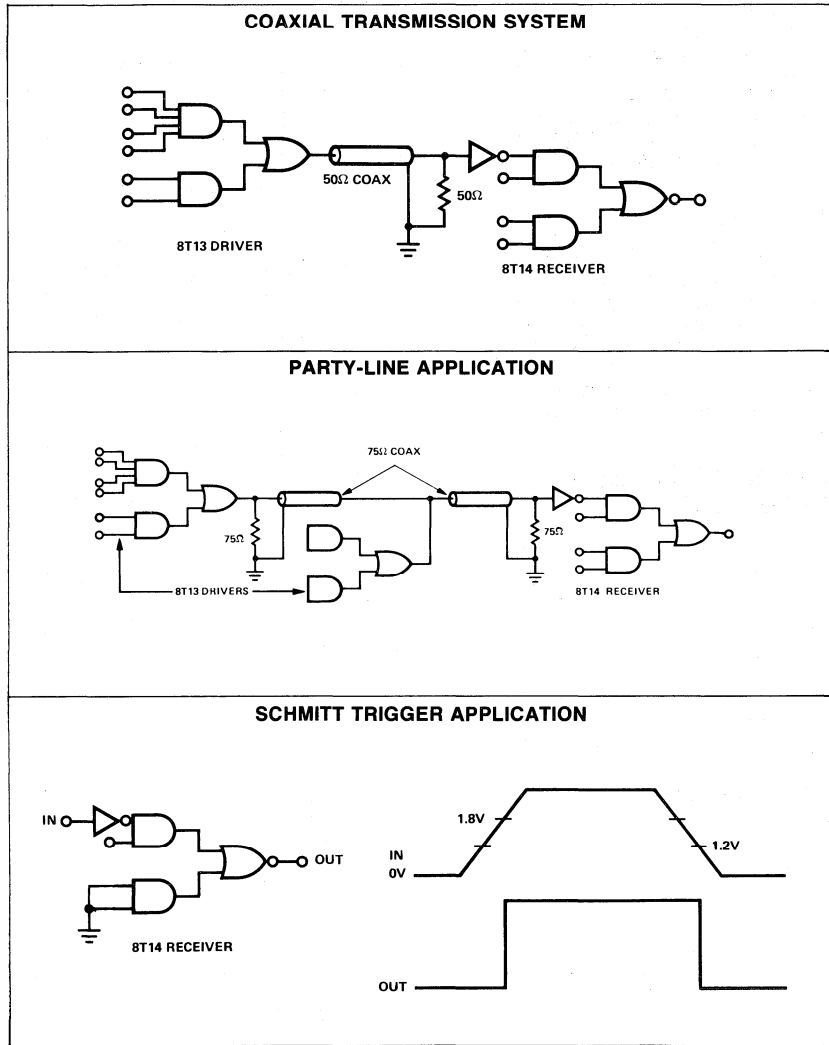 COAXIAL TRANSMISSION SYSTEM
50Ω COAX
50Ω
8T13 DRIVER
8T14 RECEIVER
PARTY-LINE APPLICATION
75Ω COAX
75Ω
75Ω
8T13 DRIVERS
8T14 RECEIVER
SCHMITT TRIGGER APPLICATION
IN
OUT
8T14 RECEIVER
1.8V
1.2V
IN
0V
OUT